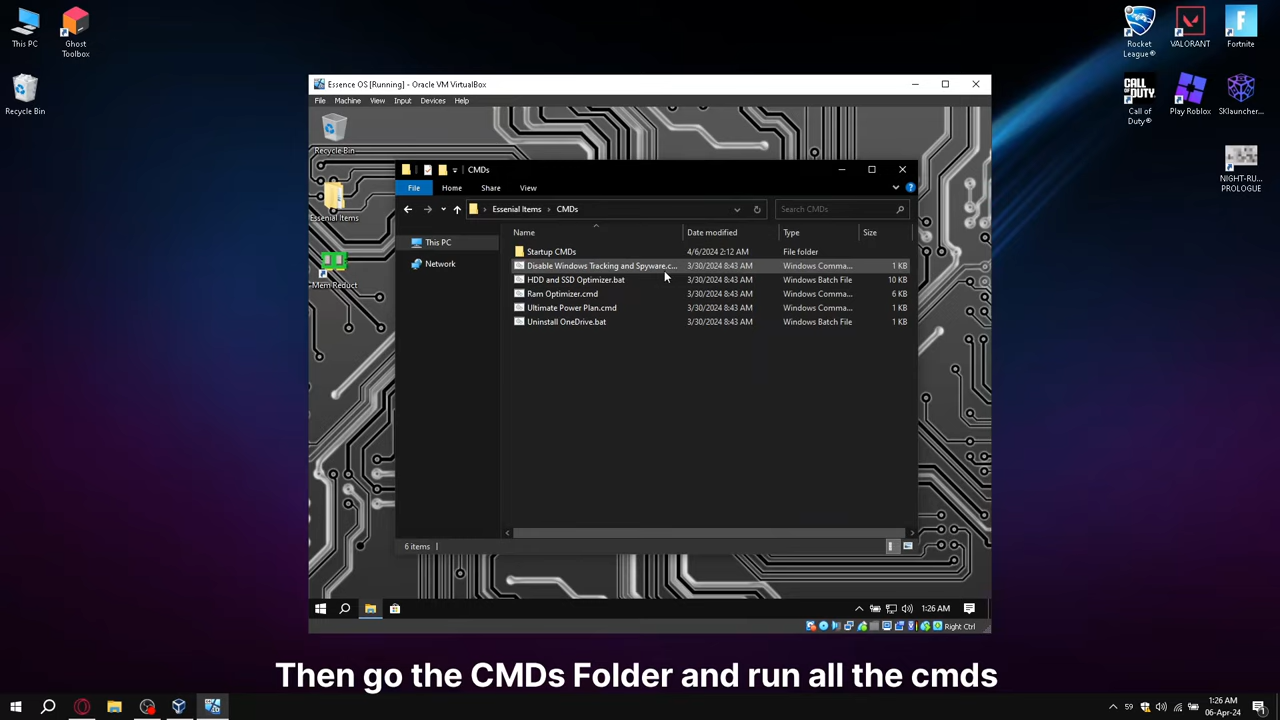 This PC
Ghost
Toolbox
Recycle Bin
Rocket
League®
VALORANT
Fortnite
CALL OF DUTY
Call of
Duty®
Play Roblox
SKlauncher...
NIGHT-RU...
PROLOGUE
Essence OS [Running] - Oracle VM VirtualBox
File Machine View Input Devices Help
Recycle Bin
Essenial Items
Mem Reduct
CMDs
File Home Share View
Essenial Items > CMDs
Search CMDs
This PC
Network
Name Date modified Type Size
Startup CMDs 4/6/2024 2:12 AM File folder
Disable Windows Tracking and Spyware.c... 3/30/2024 8:43 AM Windows Comma... 1 KB
HDD and SSD Optimizer.bat 3/30/2024 8:43 AM Windows Batch File 10 KB
Ram Optimizer.cmd 3/30/2024 8:43 AM Windows Comma... 6 KB
Ultimate Power Plan.cmd 3/30/2024 8:43 AM Windows Comma... 1 KB
Uninstall OneDrive.bat 3/30/2024 8:43 AM Windows Batch File 1 KB
6 items
1:26 AM
Right Ctrl
Then go the CMDs Folder and run all the cmds
59
1:26 AM
06-Apr-24